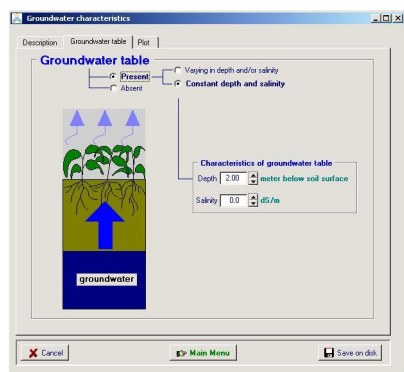 Groundwater characteristics
Description Groundwater table Plot
Groundwater table
Present
Absent
Varying in depth and/or salinity
Constant depth and salinity
Characteristics of groundwater table
Depth 2.00 meter below soil surface
Salinity 0.0 dS/m
groundwater
Cancel Main Menu Save on disk